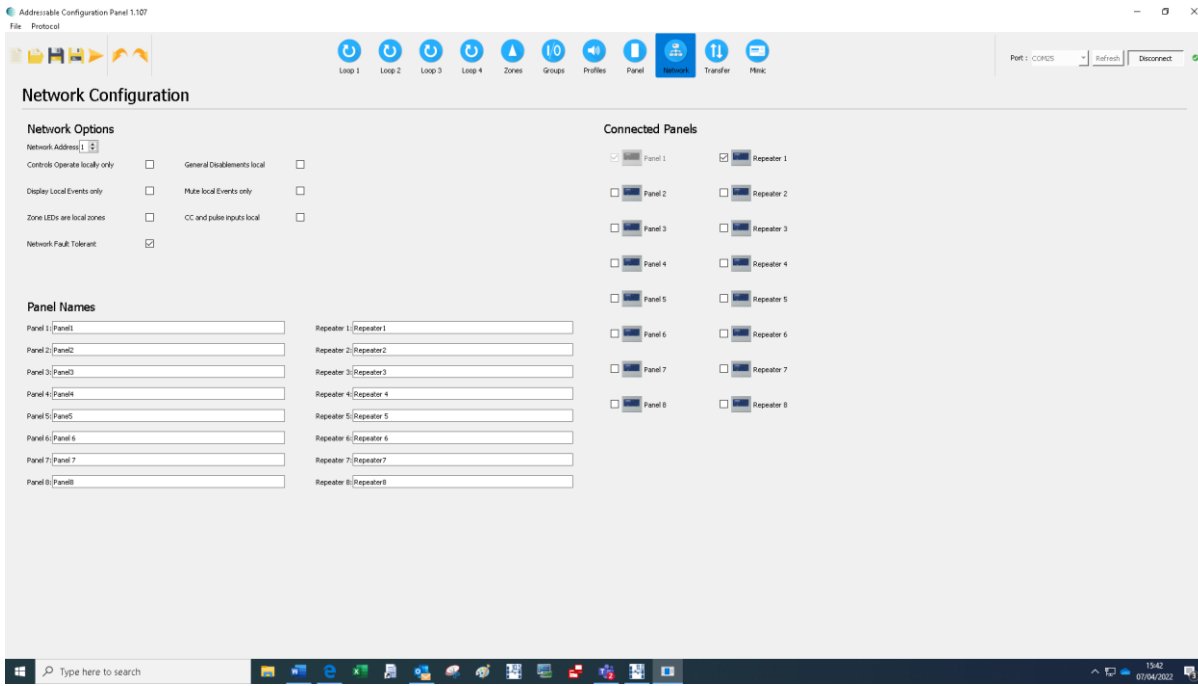 Addressable Configuration Panel 1.107
File Protocol
Loop 1 Loop 2 Loop 3 Loop 4 Zones Groups Profiles Panel Network Transfer Mimic
Port : COM25 Refresh Disconnect
Network Configuration
Network Options
Network Address 1
Controls Operate locally only General Disablements local
Display Local Events only Mute local Events only
Zone LEDs are local zones CC and pulse inputs local
Network Fault Tolerant
Panel Names
Panel 1: Panel1 Repeater 1: Repeater1
Panel 2: Panel2 Repeater 2: Repeater2
Panel 3: Panel3 Repeater 3: Repeater3
Panel 4: Panel4 Repeater 4: Repeater 4
Panel 5: Pane5 Repeater 5: Repeater 5
Panel 6: Panel 6 Repeater 6: Repeater 6
Panel 7: Panel 7 Repeater 7: Repeater7
Panel 8: Panel8 Repeater 8: Repeater8
Connected Panels
Panel 1 Repeater 1
Panel 2 Repeater 2
Panel 3 Repeater 3
Panel 4 Repeater 4
Panel 5 Repeater 5
Panel 6 Repeater 6
Panel 7 Repeater 7
Panel 8 Repeater 8
Type here to search
15:42
07/04/2022